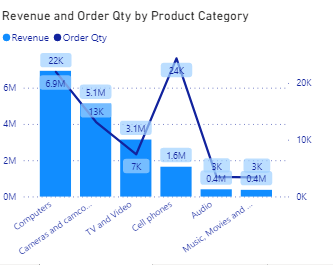 Revenue and Order Qty by Product Category
Revenue Order Qty
22K
6.9M
5.1M
13K
3.1M
7K
24K
1.6M
3K
0.4M
3K
0.4M
6M
4M
2M
0M
20K
10K
0K
Computers
Cameras and camco...
TV and Video
Cell phones
Audio
Music, Movies and ...